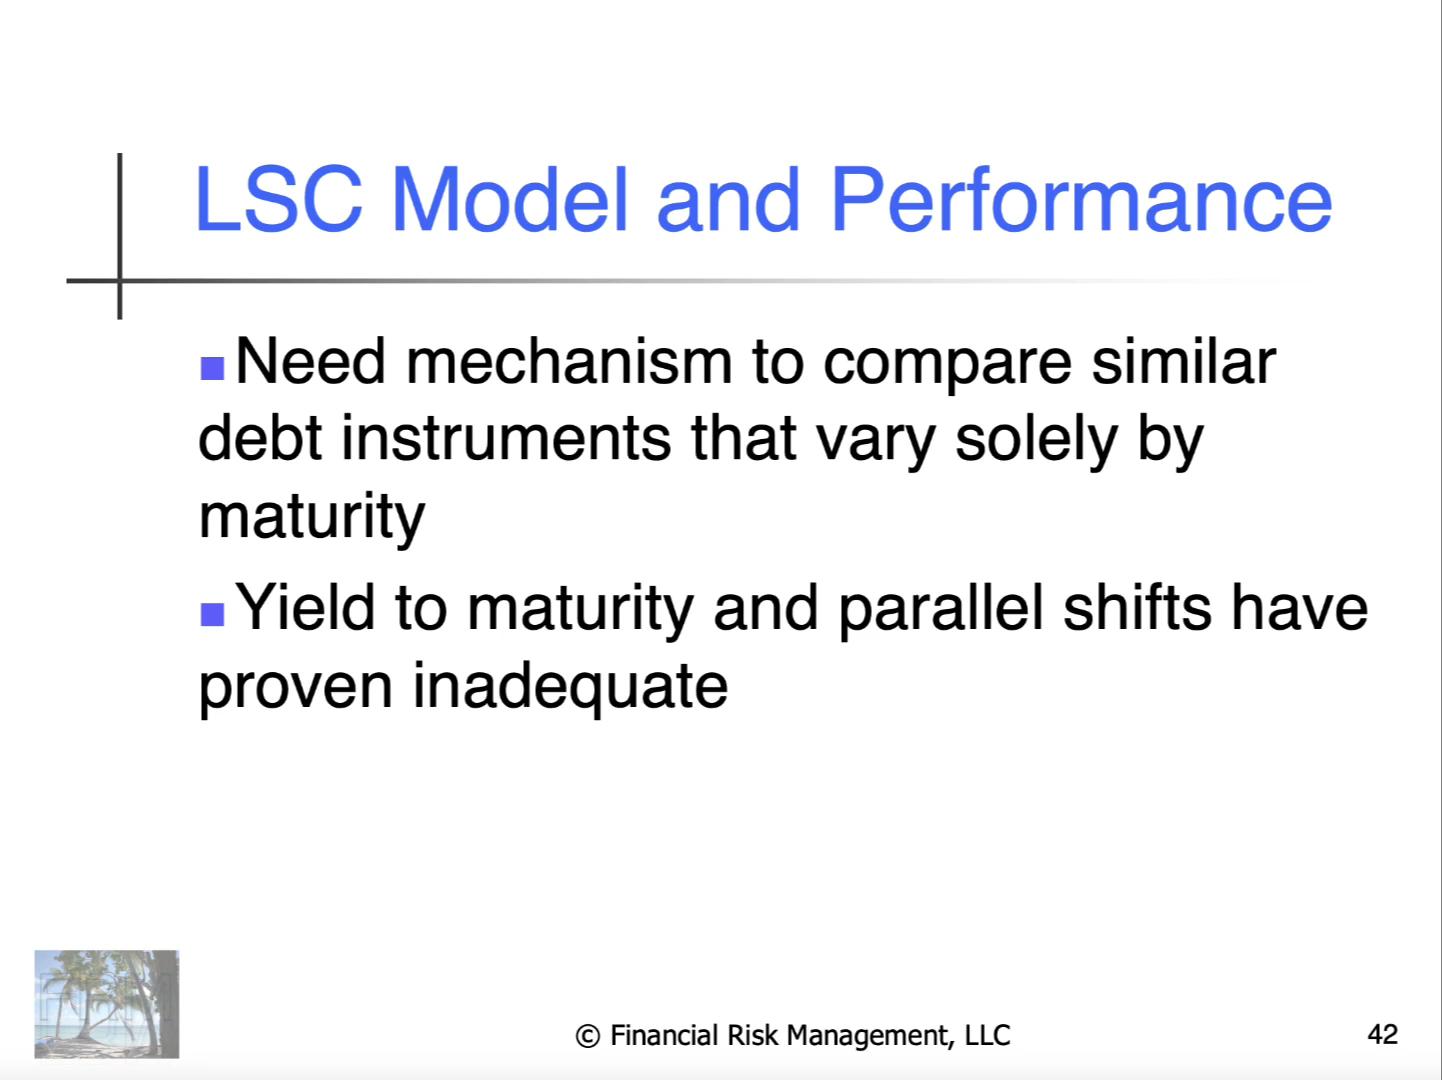 LSC Model and Performance
Need mechanism to compare similar
debt instruments that vary solely by
maturity
Yield to maturity and parallel shifts have
proven inadequate
© Financial Risk Management, LLC
42